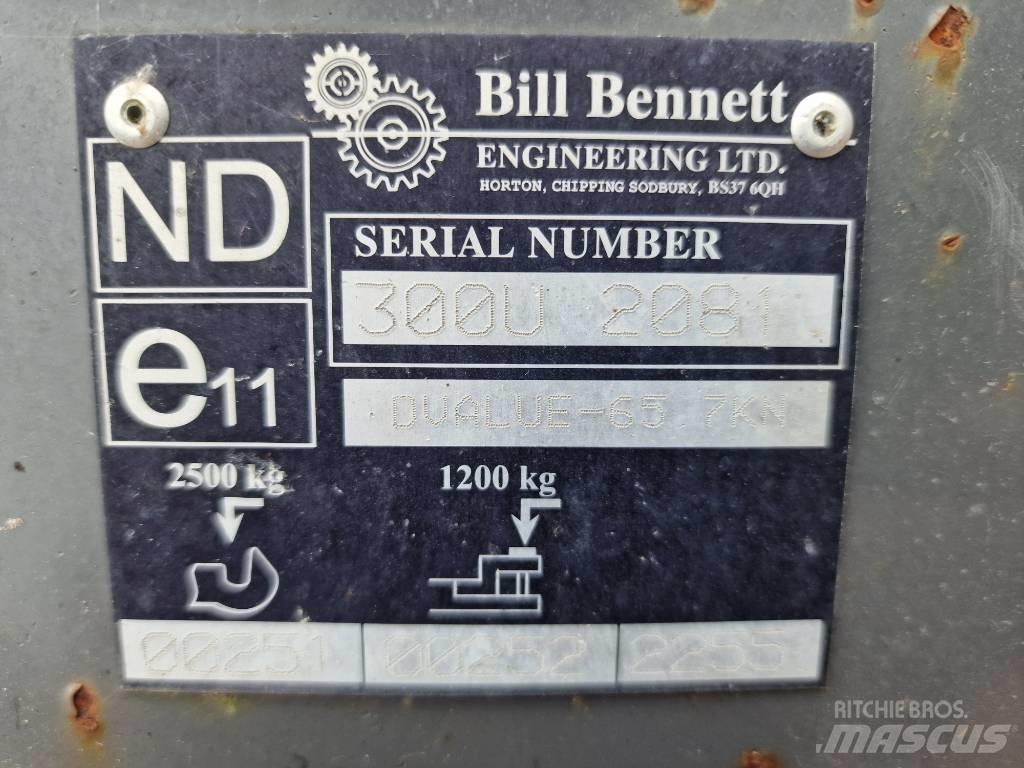 Bill Bennett
ENGINEERING LTD.
HORTON, CHIPPING SODBURY, BS37 6QH
ND
SERIAL NUMBER
300U 2081
e11
DVALUE-65 7KN
2500 kg
1200 kg
00251 00252 2255
RITCHIE BROS.
MASCUS